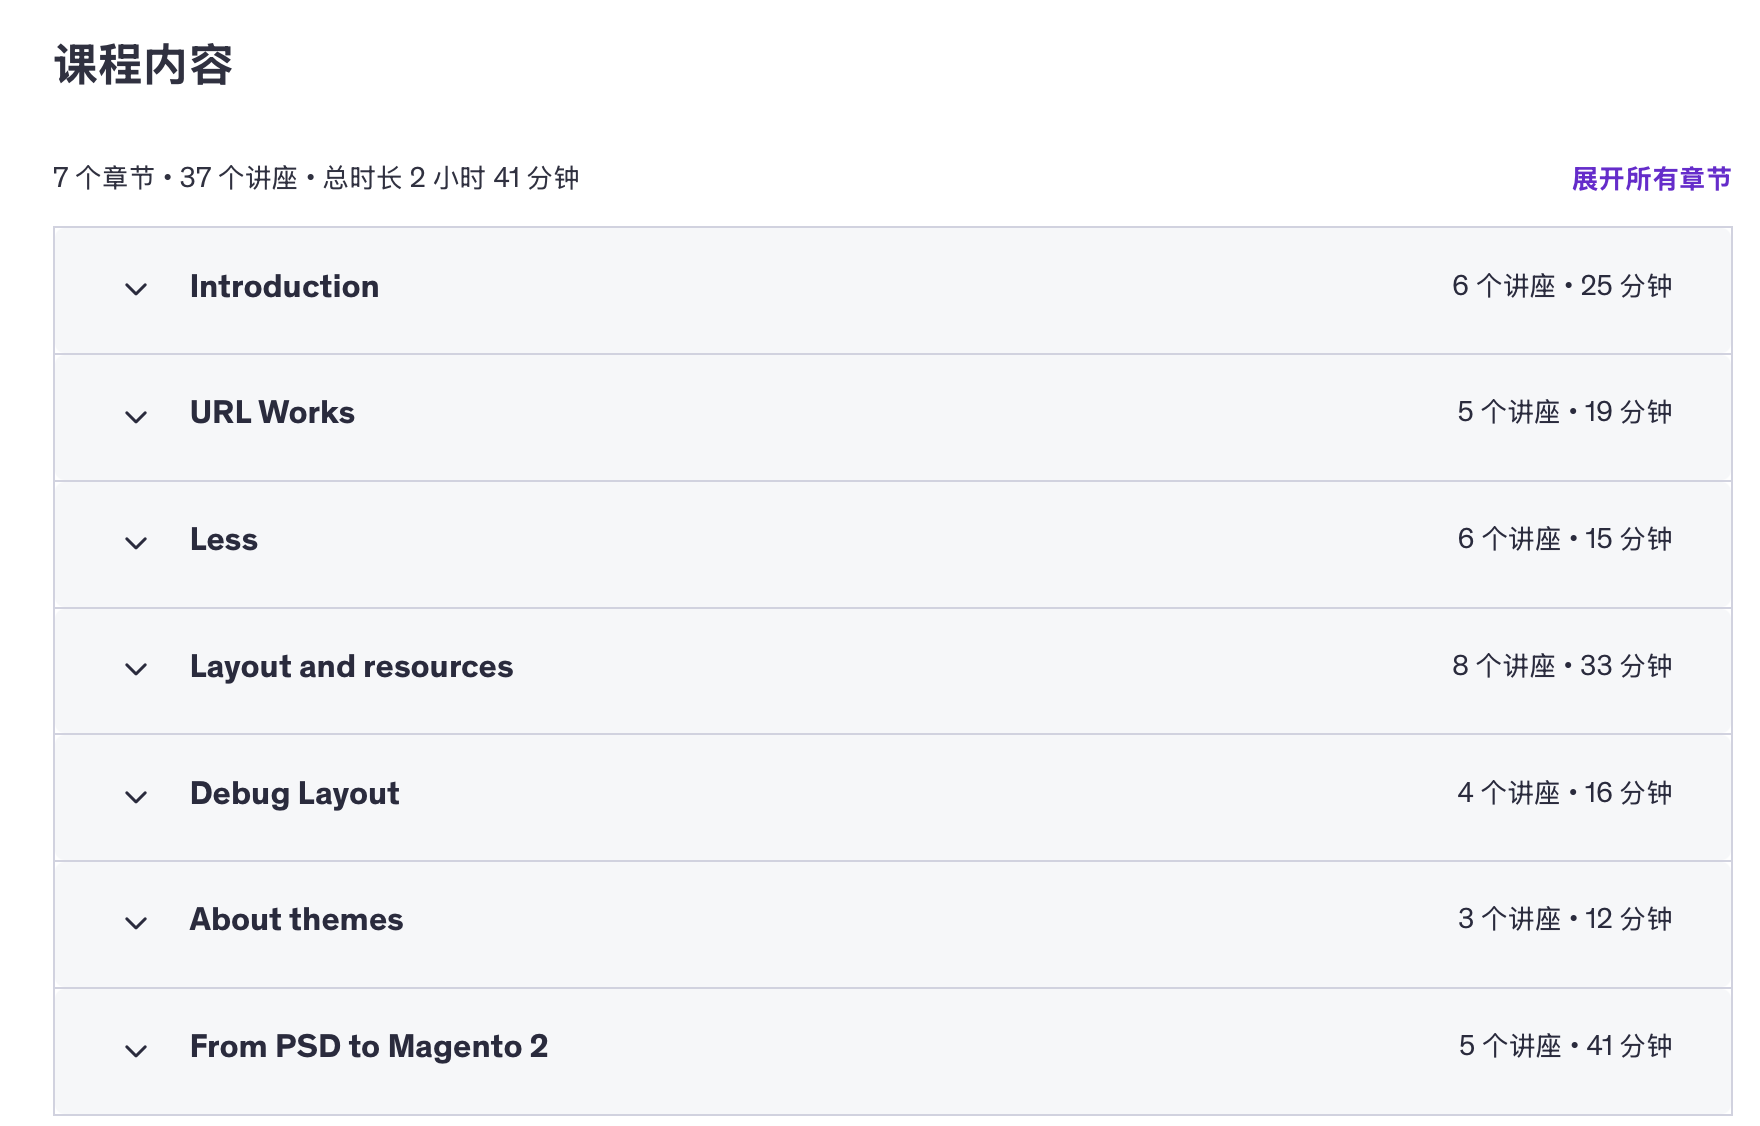 课程内容
7 个章节 • 37 个讲座 • 总时长 2 小时 41 分钟
展开所有章节
Introduction
6 个讲座 • 25 分钟
URL Works
5 个讲座 • 19 分钟
Less
6 个讲座 • 15 分钟
Layout and resources
8 个讲座 • 33 分钟
Debug Layout
4 个讲座 • 16 分钟
About themes
3 个讲座 • 12 分钟
From PSD to Magento 2
5 个讲座 • 41 分钟